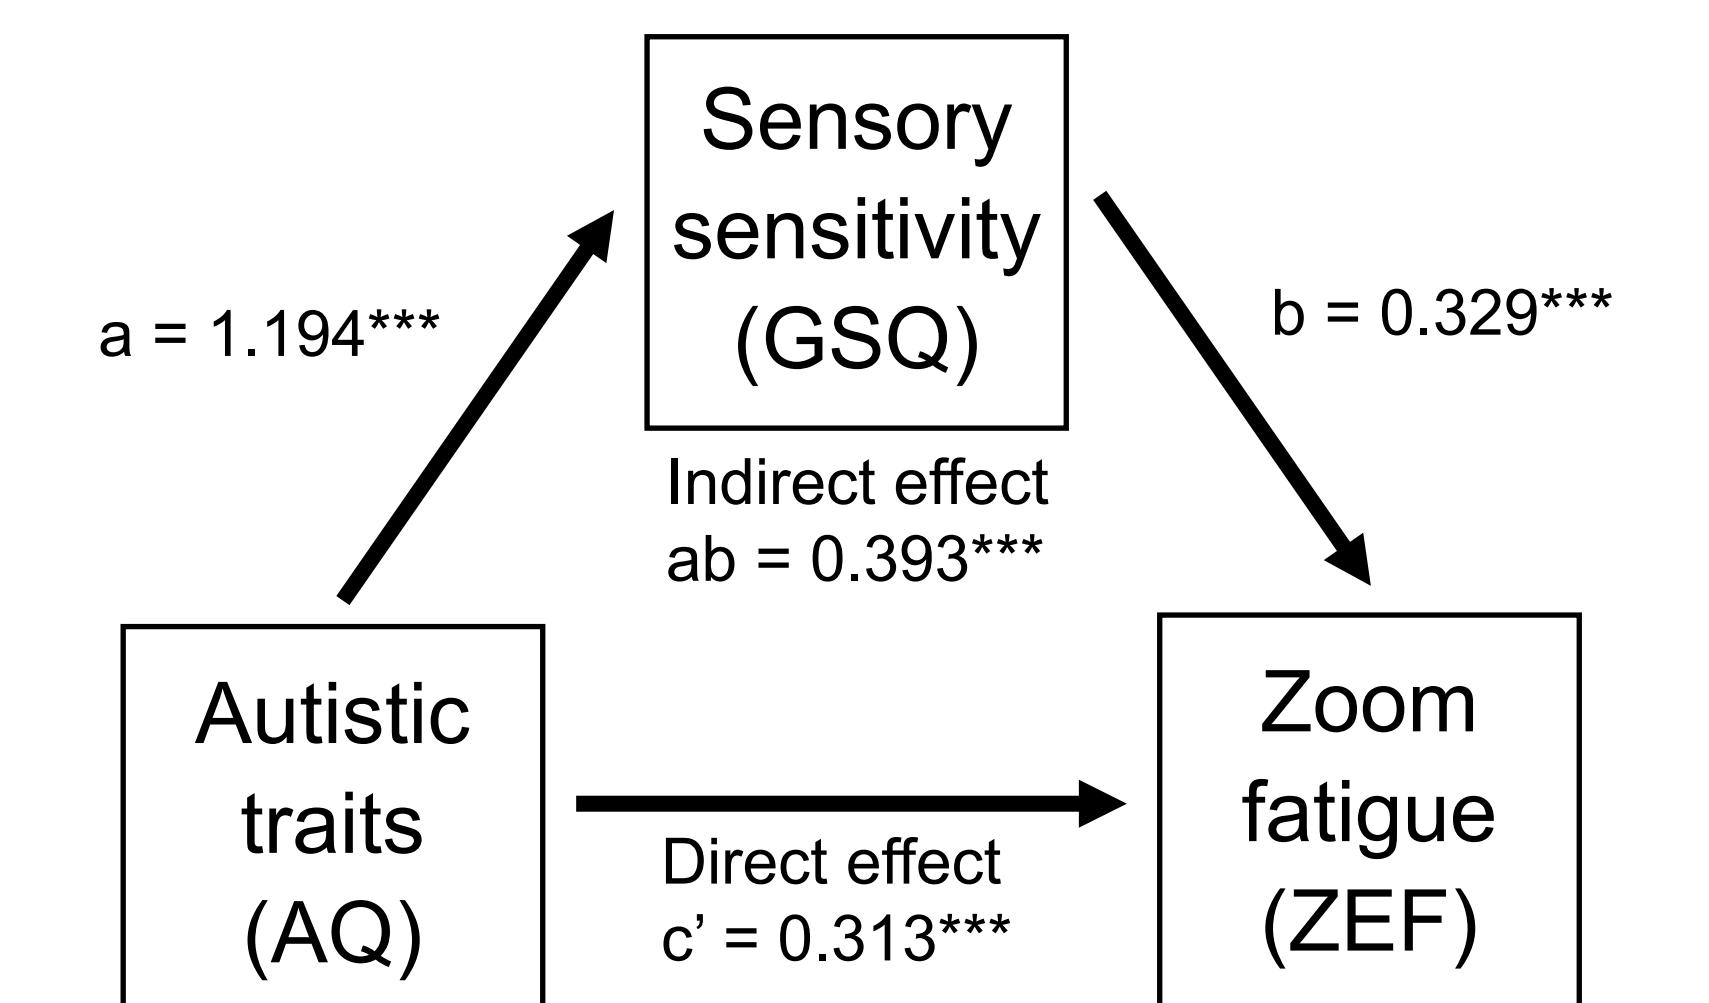 Sensory
sensitivity
(GSQ)
a = 1.194***
b = 0.329***
Indirect effect
ab = 0.393***
Autistic
traits
(AQ)
Direct effect
c’ = 0.313***
Zoom
fatigue
(ZEF)